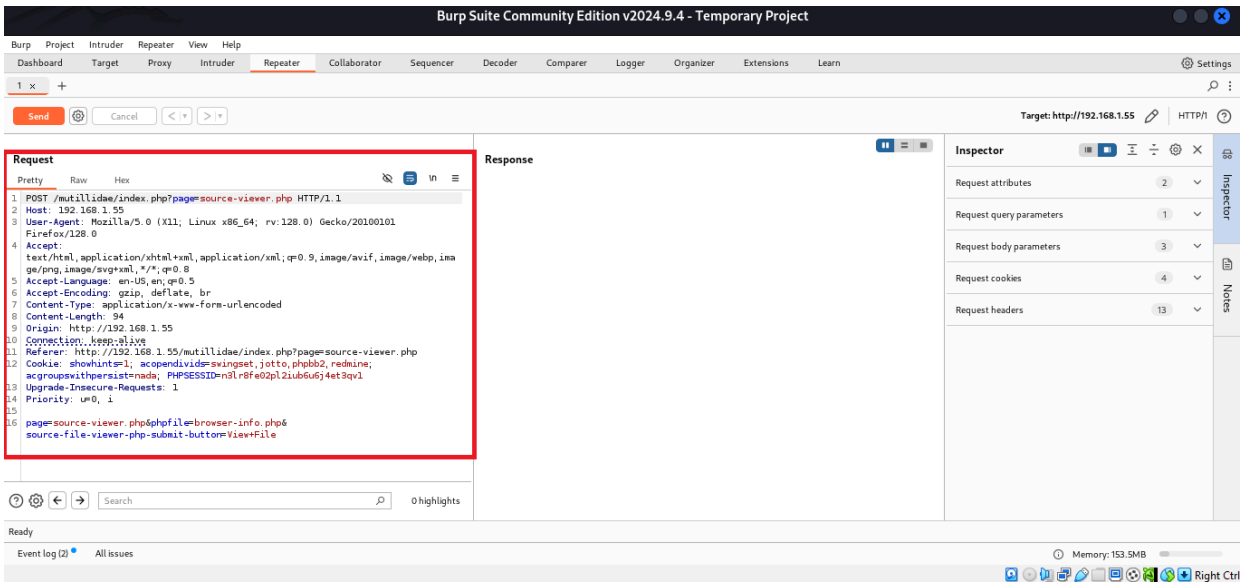 Burp Suite Community Edition v2024.9.4 - Temporary Project
Burp Project Intruder Repeater View Help
Dashboard Target Proxy Intruder Repeater Collaborator Sequencer Decoder Comparer Logger Organizer Extensions Learn Settings
1 × +
Send Cancel < >
Target: http://192.168.1.55 HTTP/1
Request
Pretty Raw Hex \n
1 POST /mutillidae/index.php?page=source-viewer.php HTTP/1.1
2 Host: 192.168.1.55
3 User-Agent: Mozilla/5.0 (X11; Linux x86_64; rv:128.0) Gecko/20100101
Firefox/128.0
4 Accept:
text/html,application/xhtml+xml,application/xml;q=0.9,image/avif,image/webp,ima
ge/png,image/svg+xml,*/*;q=0.8
5 Accept-Language: en-US,en;q=0.5
6 Accept-Encoding: gzip, deflate, br
7 Content-Type: application/x-www-form-urlencoded
8 Content-Length: 94
9 Origin: http://192.168.1.55
10 Connection: keep-alive
11 Referer: http://192.168.1.55/mutillidae/index.php?page=source-viewer.php
12 Cookie: showhints=1; acopendivids=swingset,jotto,phpbb2,redmine;
acgroupswithpersist=nada; PHPSESSID=n3lr8fe02pl2iub6u6j4et3qv1
13 Upgrade-Insecure-Requests: 1
14 Priority: u=0, i
15
16 page=source-viewer.php&phpfile=browser-info.php&
source-file-viewer-php-submit-button=View+File
Search 0 highlights
Response
Inspector
Request attributes 2
Request query parameters 1
Request body parameters 3
Request cookies 4
Request headers 13
Inspector
Notes
Ready
Event log (2) All issues Memory: 153.5MB
Right Ctrl